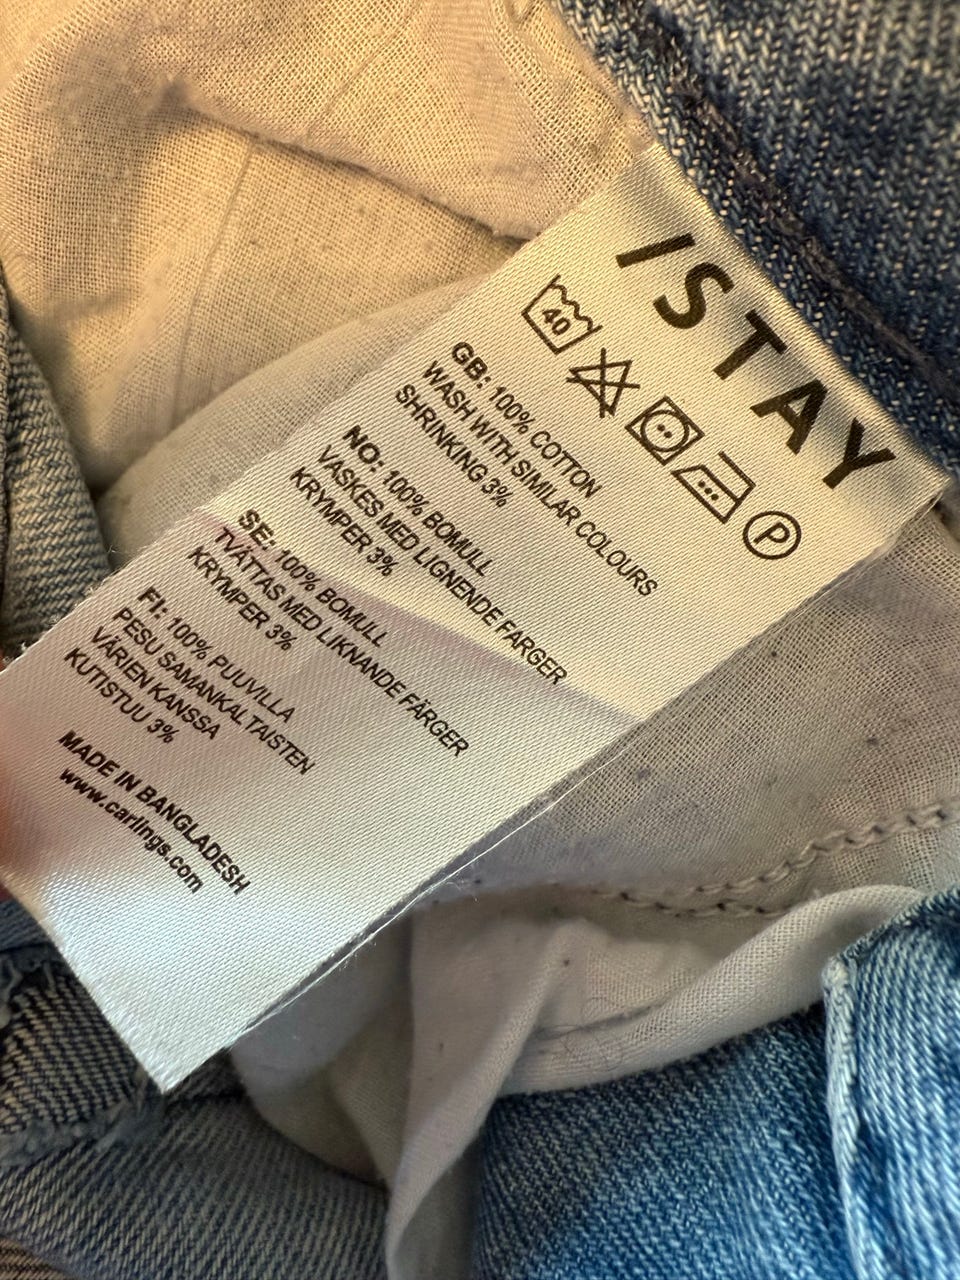 /STAY
40
P
GB: 100% COTTON
WASH WITH SIMILAR COLOURS
SHRINKING 3%
NO: 100% BOMULL
VASKES MED LIGNENDE FARGER
KRYMPER 3%
SE: 100% BOMULL
TVÄTTAS MED LIKNANDE FÄRGER
KRYMPER 3%
FI: 100% PUUVILLA
PESU SAMANKALTAISTEN
VÄRIEN KANSSA
KUTISTUU 3%
MADE IN BANGLADESH
www.carlings.com